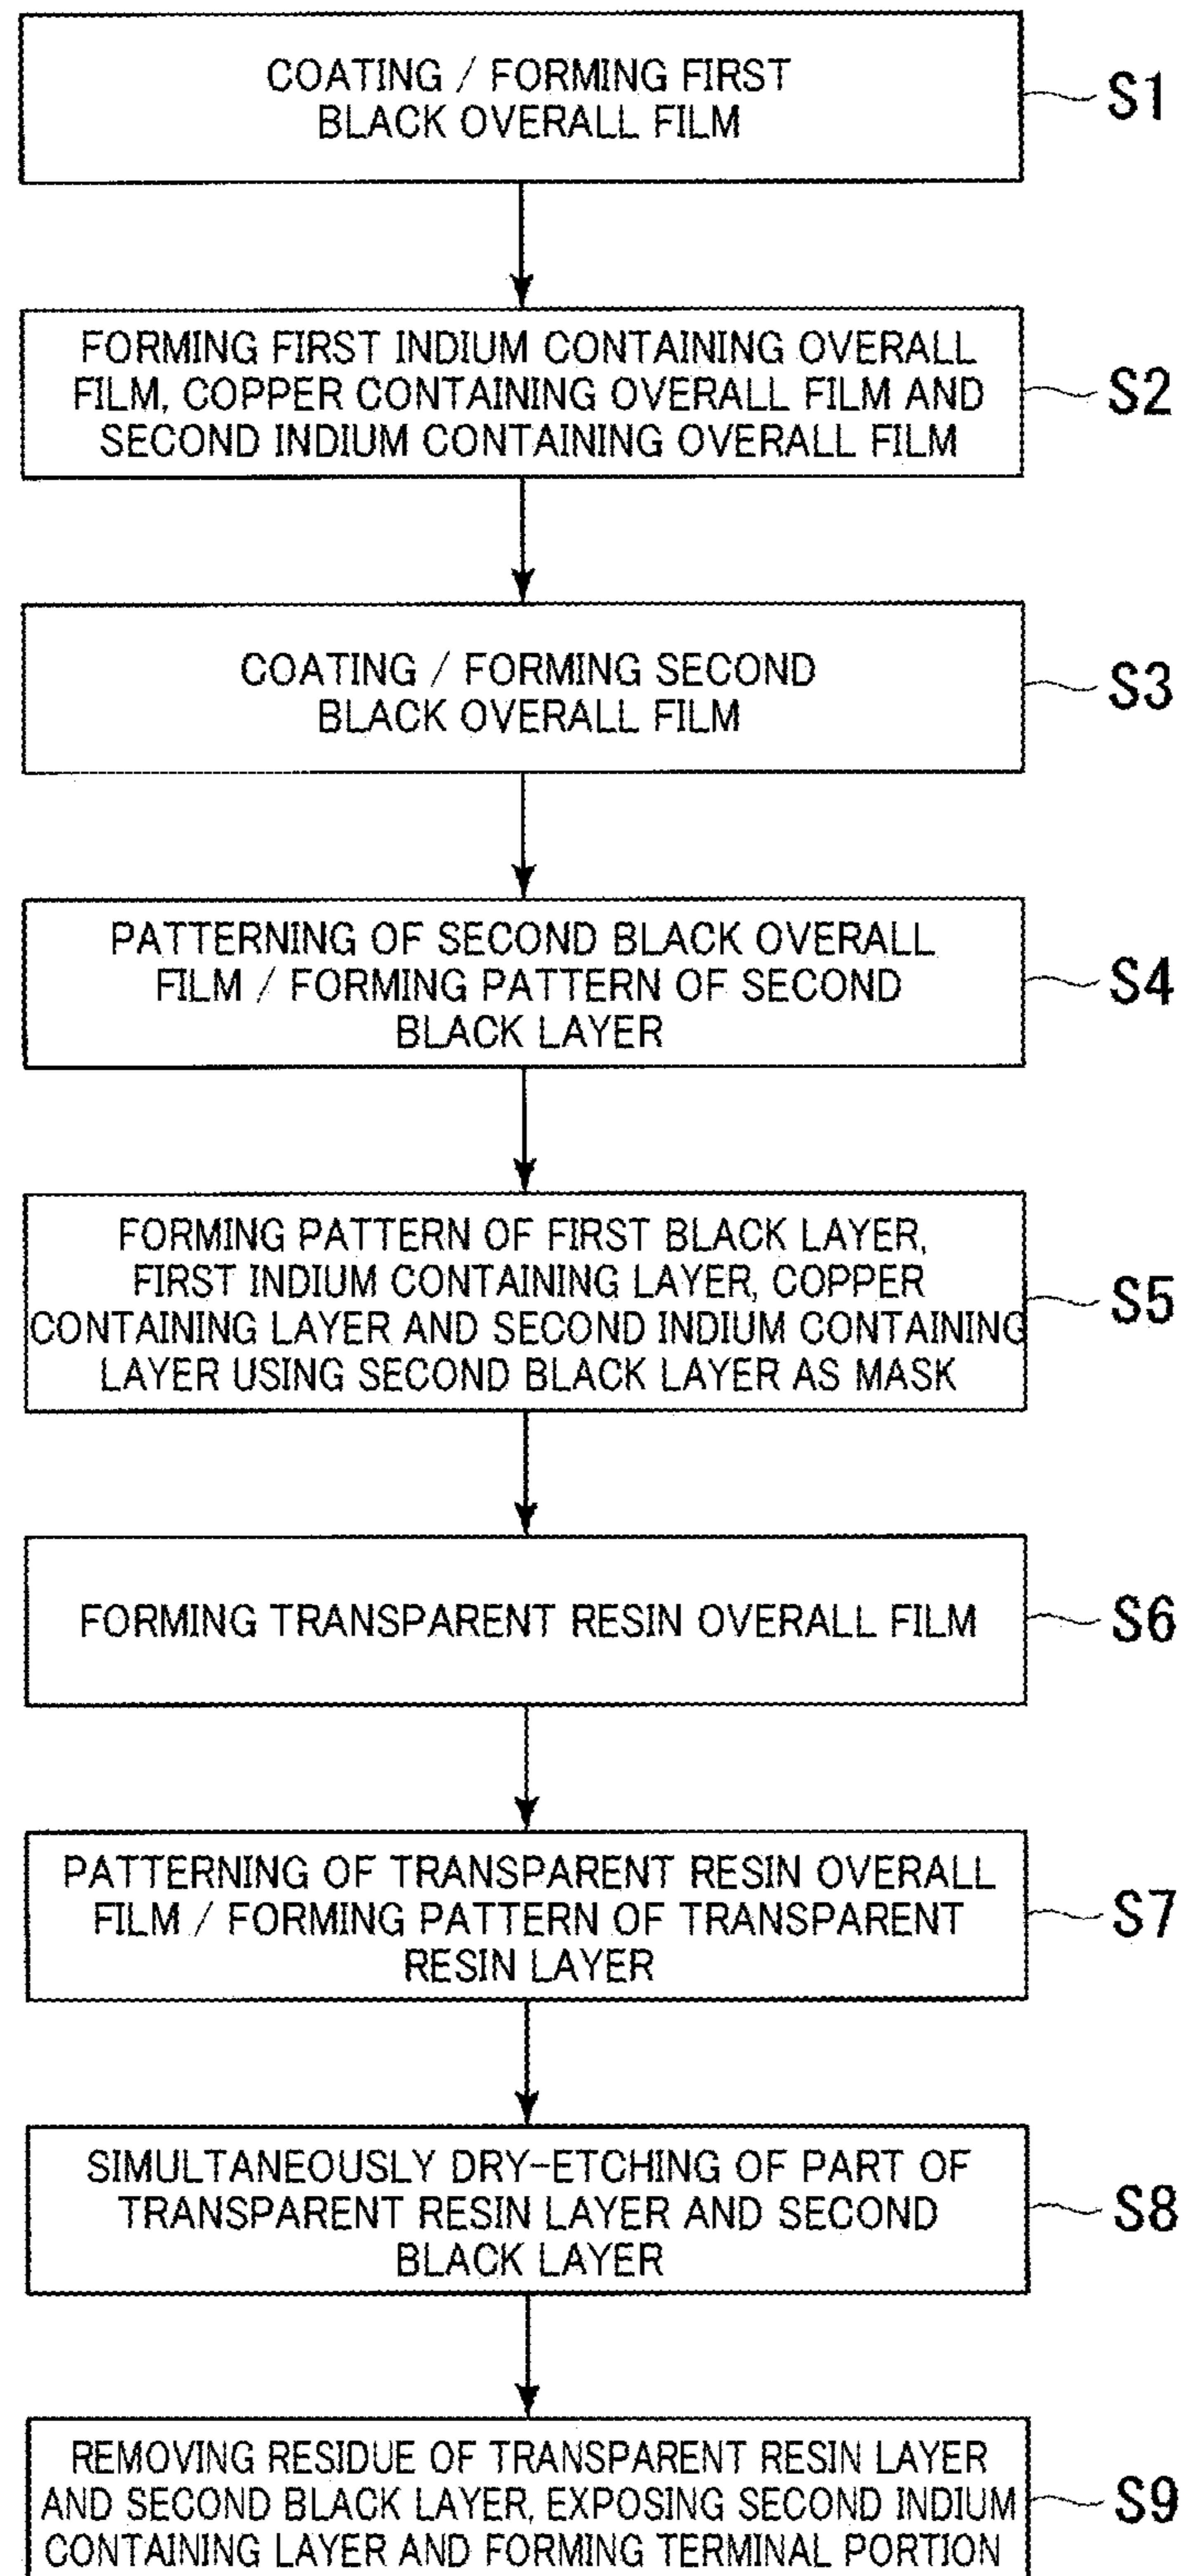 COATING / FORMING FIRST
BLACK OVERALL FILM
S1
FORMING FIRST INDIUM CONTAINING OVERALL
FILM, COPPER CONTAINING OVERALL FILM AND
SECOND INDIUM CONTAINING OVERALL FILM
S2
COATING / FORMING SECOND
BLACK OVERALL FILM
S3
PATTERNING OF SECOND BLACK OVERALL
FILM / FORMING PATTERN OF SECOND
BLACK LAYER
S4
FORMING PATTERN OF FIRST BLACK LAYER,
FIRST INDIUM CONTAINING LAYER, COPPER
CONTAINING LAYER AND SECOND INDIUM CONTAINING
LAYER USING SECOND BLACK LAYER AS MASK
S5
FORMING TRANSPARENT RESIN OVERALL FILM
S6
PATTERNING OF TRANSPARENT RESIN OVERALL
FILM / FORMING PATTERN OF TRANSPARENT
RESIN LAYER
S7
SIMULTANEOUSLY DRY-ETCHING OF PART OF
TRANSPARENT RESIN LAYER AND SECOND
BLACK LAYER
S8
REMOVING RESIDUE OF TRANSPARENT RESIN LAYER
AND SECOND BLACK LAYER, EXPOSING SECOND INDIUM
CONTAINING LAYER AND FORMING TERMINAL PORTION
S9